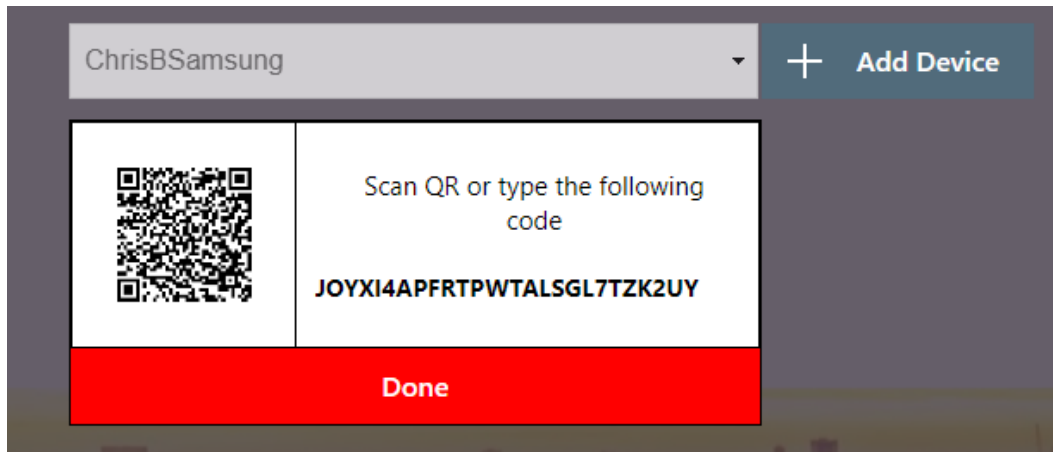 ChrisBSamsung
Add Device
Scan QR or type the following
code
JOYXI4APFRTPWTALSGL7TZK2UY
Done